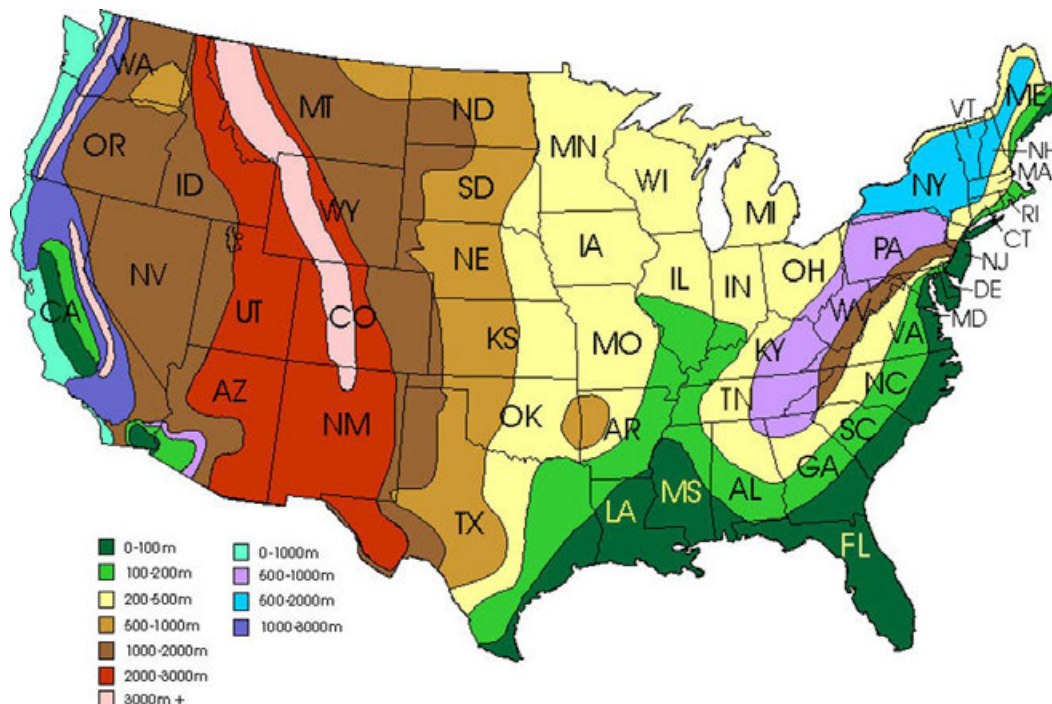 WA
MT
ND
MN
VT
ME
OR
NH
ID
SD
WI
NY
MA
WY
MI
RI
CT
NV
NE
IA
PA
NJ
OH
IL
IN
DE
CA
UT
CO
WV
MD
KS
MO
KY
VA
AZ
NM
OK
TN
NC
AR
SC
GA
MS
AL
LA
TX
FL
0-100m
100-200m
200-500m
500-1000m
1000-2000m
2000-3000m
3000m +
0-1000m
500-1000m
500-2000m
1000-3000m